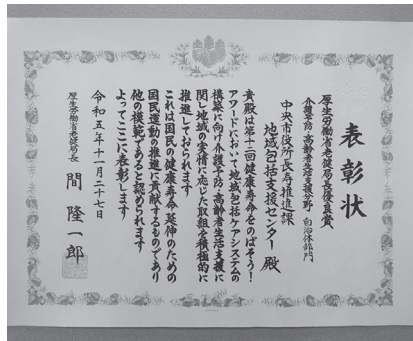 表彰状
厚生労働省老健局長優良賞
介護予防・高齢者生活支援分野 自治体部門
中央市役所長寿推進課
地域包括支援センター 殿
貴殿は第十二回健康寿命をのばそう!
アワードにおいて地域包括ケアシステムの
構築に向け介護予防・高齢者生活支援に
関し地域の実情に応じた取組を積極的に
推進しておられます
これは国民の健康寿命延伸のための
国民運動の推進に貢献するものであり
他の模範であると認められます
よってここに表彰します
令和五年十一月二十七日
厚生労働省老健局長 間 隆一郎